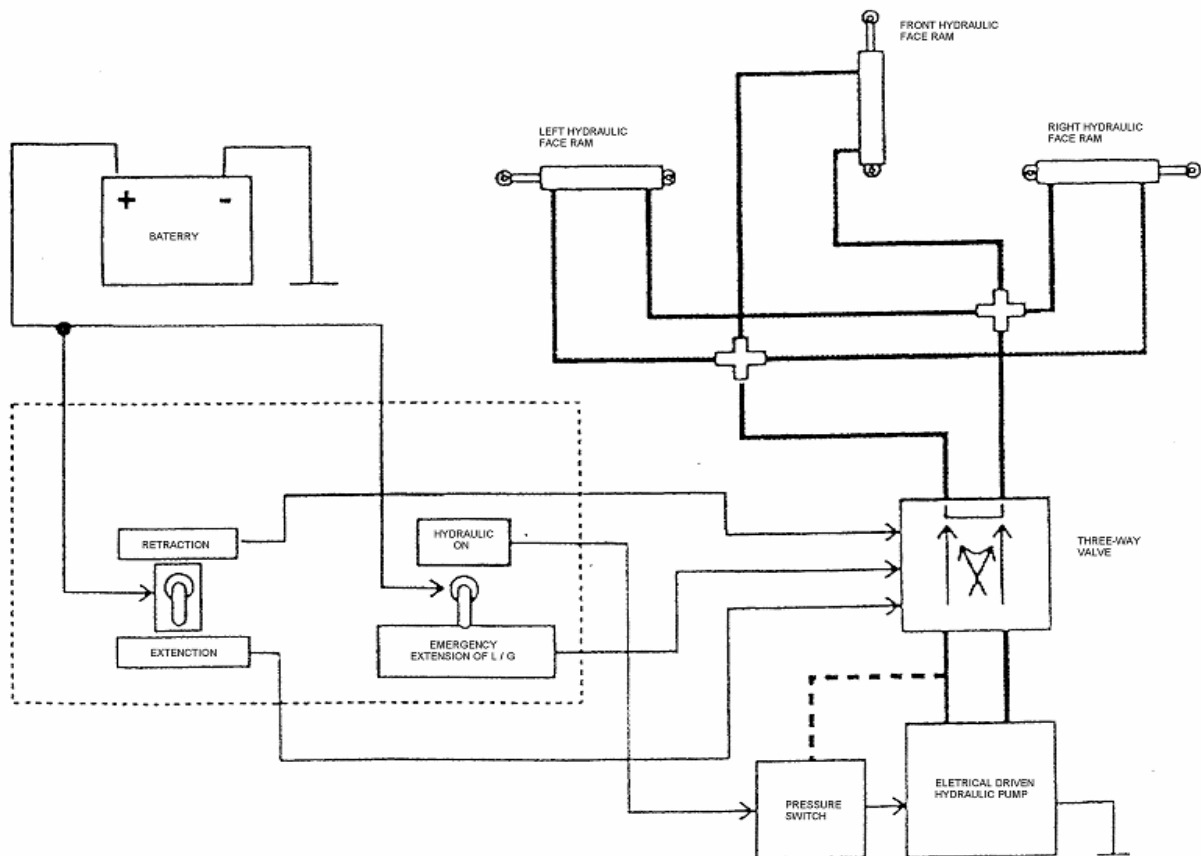 FRONT HYDRAULIC
FACE RAM
LEFT HYDRAULIC
FACE RAM
RIGHT HYDRAULIC
FACE RAM
+ -
BATERRY
RETRACTION
HYDRAULIC
ON
THREE-WAY
VALVE
EXTENCTION
EMERGENCY
EXTENSION OF L / G
PRESSURE
SWITCH
ELETRICAL DRIVEN
HYDRAULIC PUMP